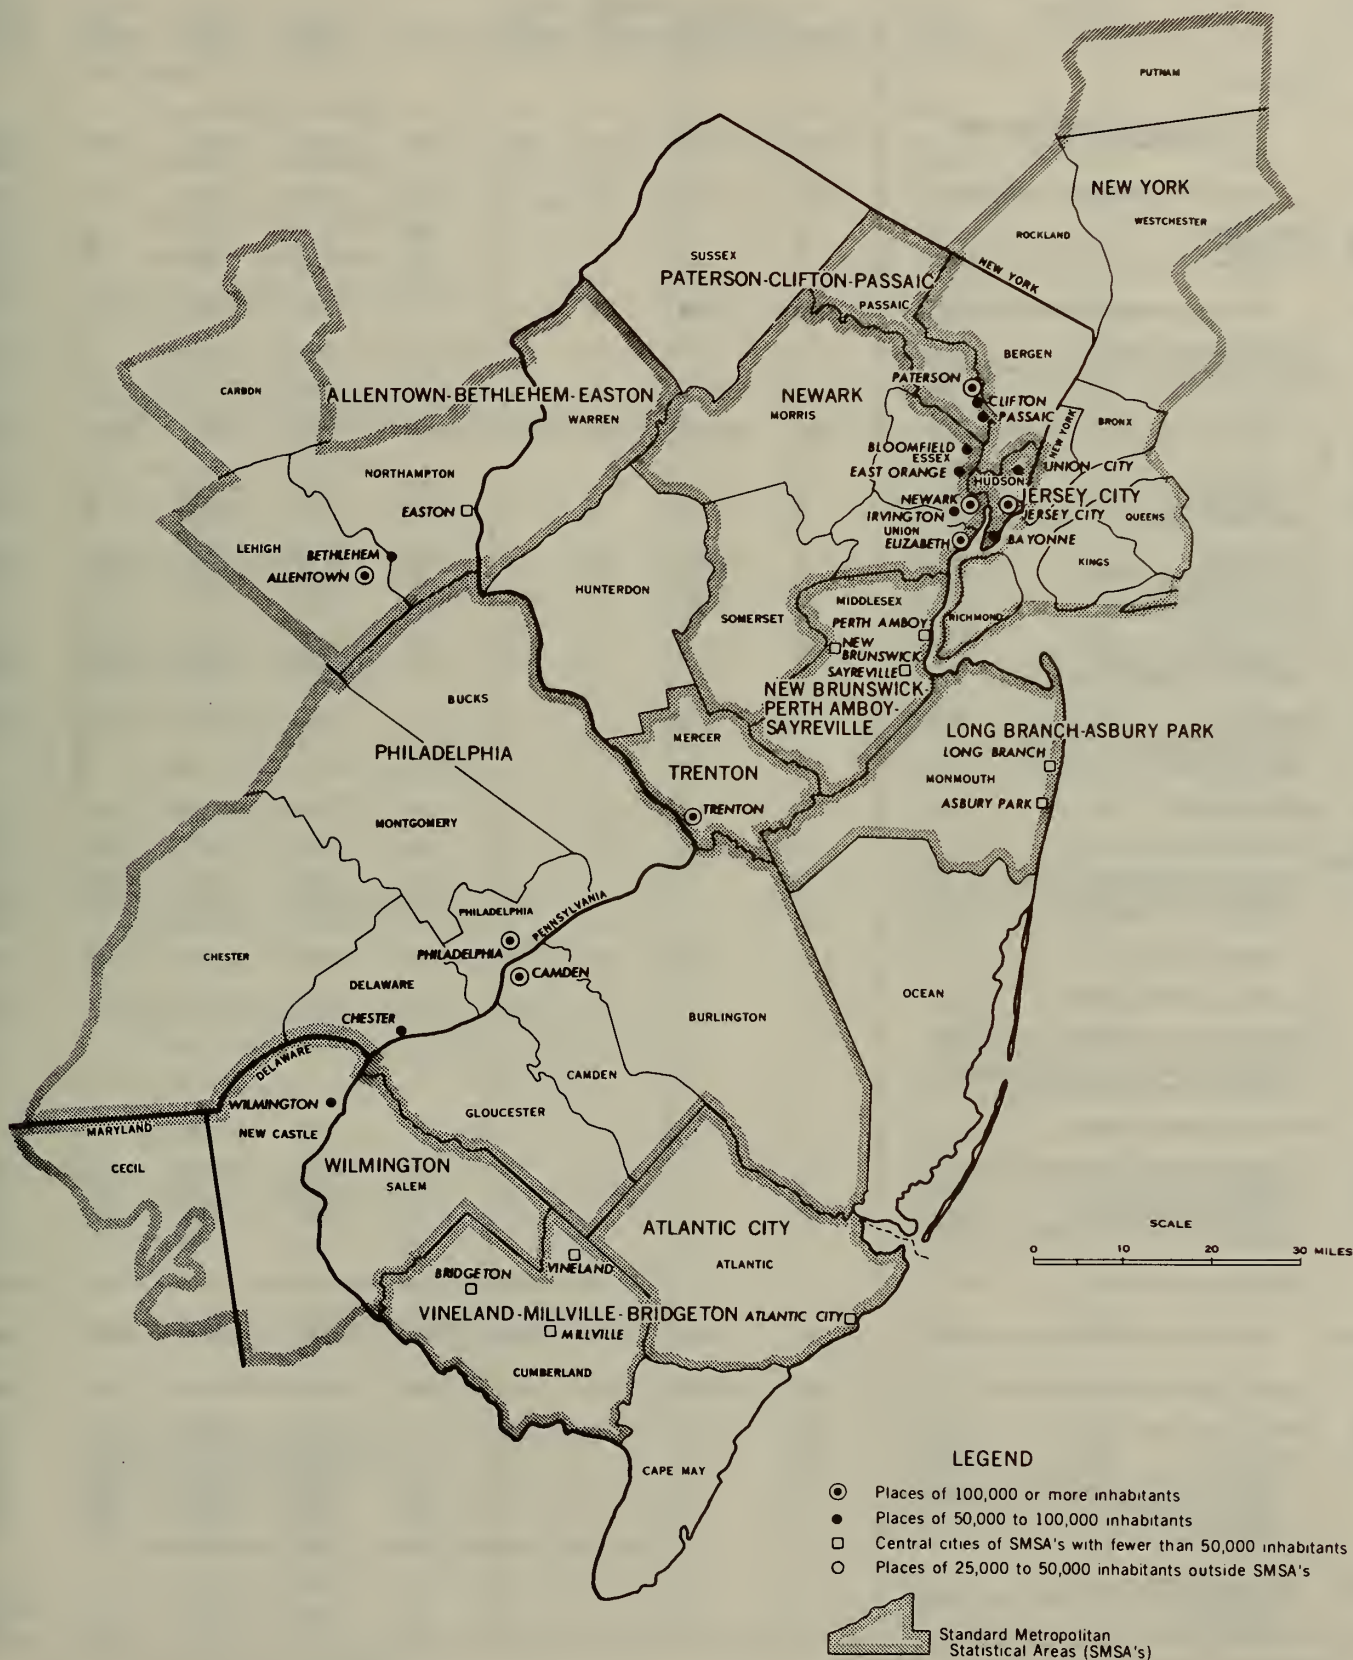 PUTNAM
NEW YORK
WESTCHESTER
ROCKLAND
NEW YORK
SUSSEX
PATERSON-CLIFTON-PASSAIC
PASSAIC
BERGEN
PATERSON
CLIFTON
PASSAIC
CARBON
ALLENTOWN-BETHLEHEM-EASTON
WARREN
NEWARK
MORRIS
NEW YORK
BRONX
BLOOMFIELD
ESSEX
EAST ORANGE
UNION CITY
HUDSON
NORTHAMPTON
EASTON
NEWARK
JERSEY CITY
JERSEY CITY
QUEENS
IRVINGTON
UNION
ELIZABETH
BAYONNE
KINGS
LEHIGH
BETHLEHEM
ALLENTOWN
HUNTERDON
SOMERSET
MIDDLESEX
PERTH AMBOY
RICHMOND
NEW
BRUNSWICK
SAYREVILLE
NEW BRUNSWICK-
PERTH AMBOY-
SAYREVILLE
BUCKS
PHILADELPHIA
MERCER
TRENTON
TRENTON
LONG BRANCH-ASBURY PARK
LONG BRANCH
MONMOUTH
ASBURY PARK
MONTGOMERY
PHILADELPHIA
PENNSYLVANIA
PHILADELPHIA
CAMDEN
CHESTER
DELAWARE
CHESTER
OCEAN
BURLINGTON
DELAWARE
CAMDEN
WILMINGTON
GLOUCESTER
MARYLAND
NEW CASTLE
CECIL
WILMINGTON
SALEM
ATLANTIC CITY
ATLANTIC
SCALE
0 10 20 30 MILES
BRIDGETON
VINELAND
VINELAND-MILLVILLE-BRIDGETON
ATLANTIC CITY
MILLVILLE
CUMBERLAND
CAPE MAY
LEGEND
Places of 100,000 or more inhabitants
Places of 50,000 to 100,000 inhabitants
Central cities of SMSA's with fewer than 50,000 inhabitants
Places of 25,000 to 50,000 inhabitants outside SMSA's
Standard Metropolitan
Statistical Areas (SMSA's)